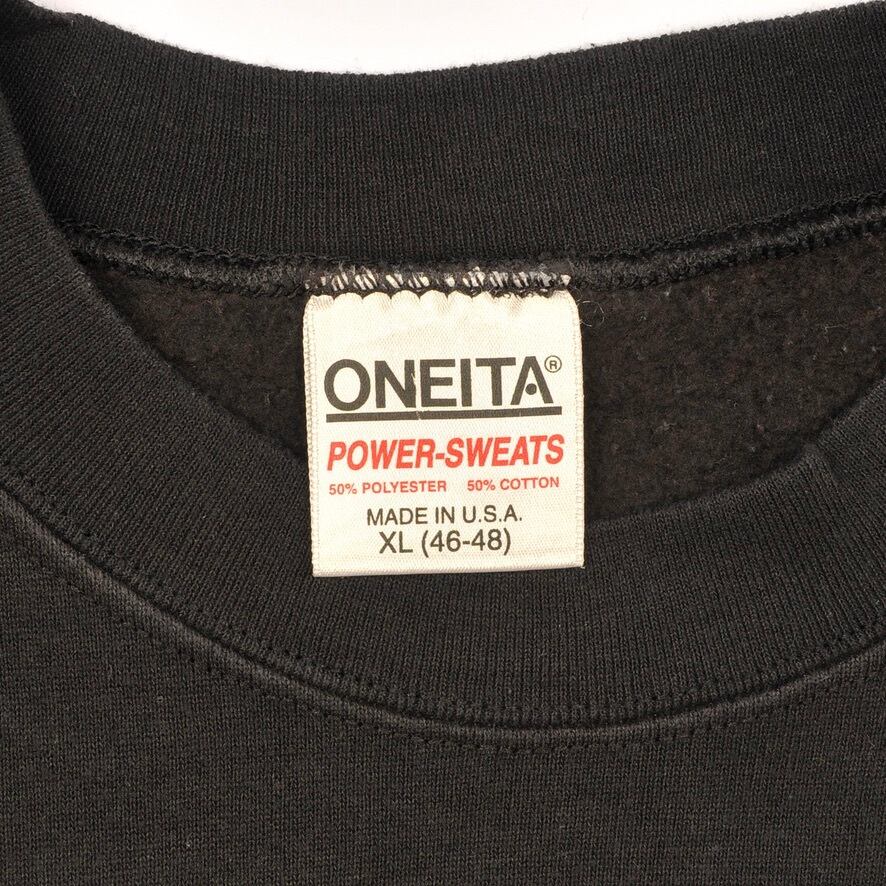 ONEITA®
POWER-SWEATS
50% POLYESTER 50% COTTON
MADE IN U.S.A.
XL (46-48)